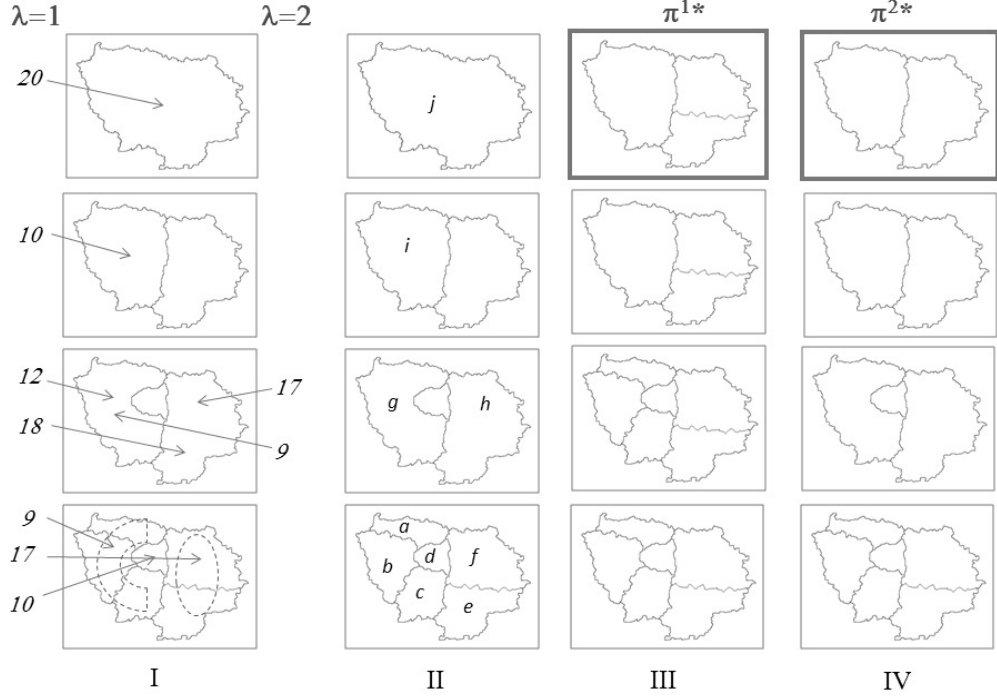 λ=1 λ=2 π¹* π²*
20 j
10 i
12 17 g h
18 9
9 a
17 b d f
10 c e
I II III IV